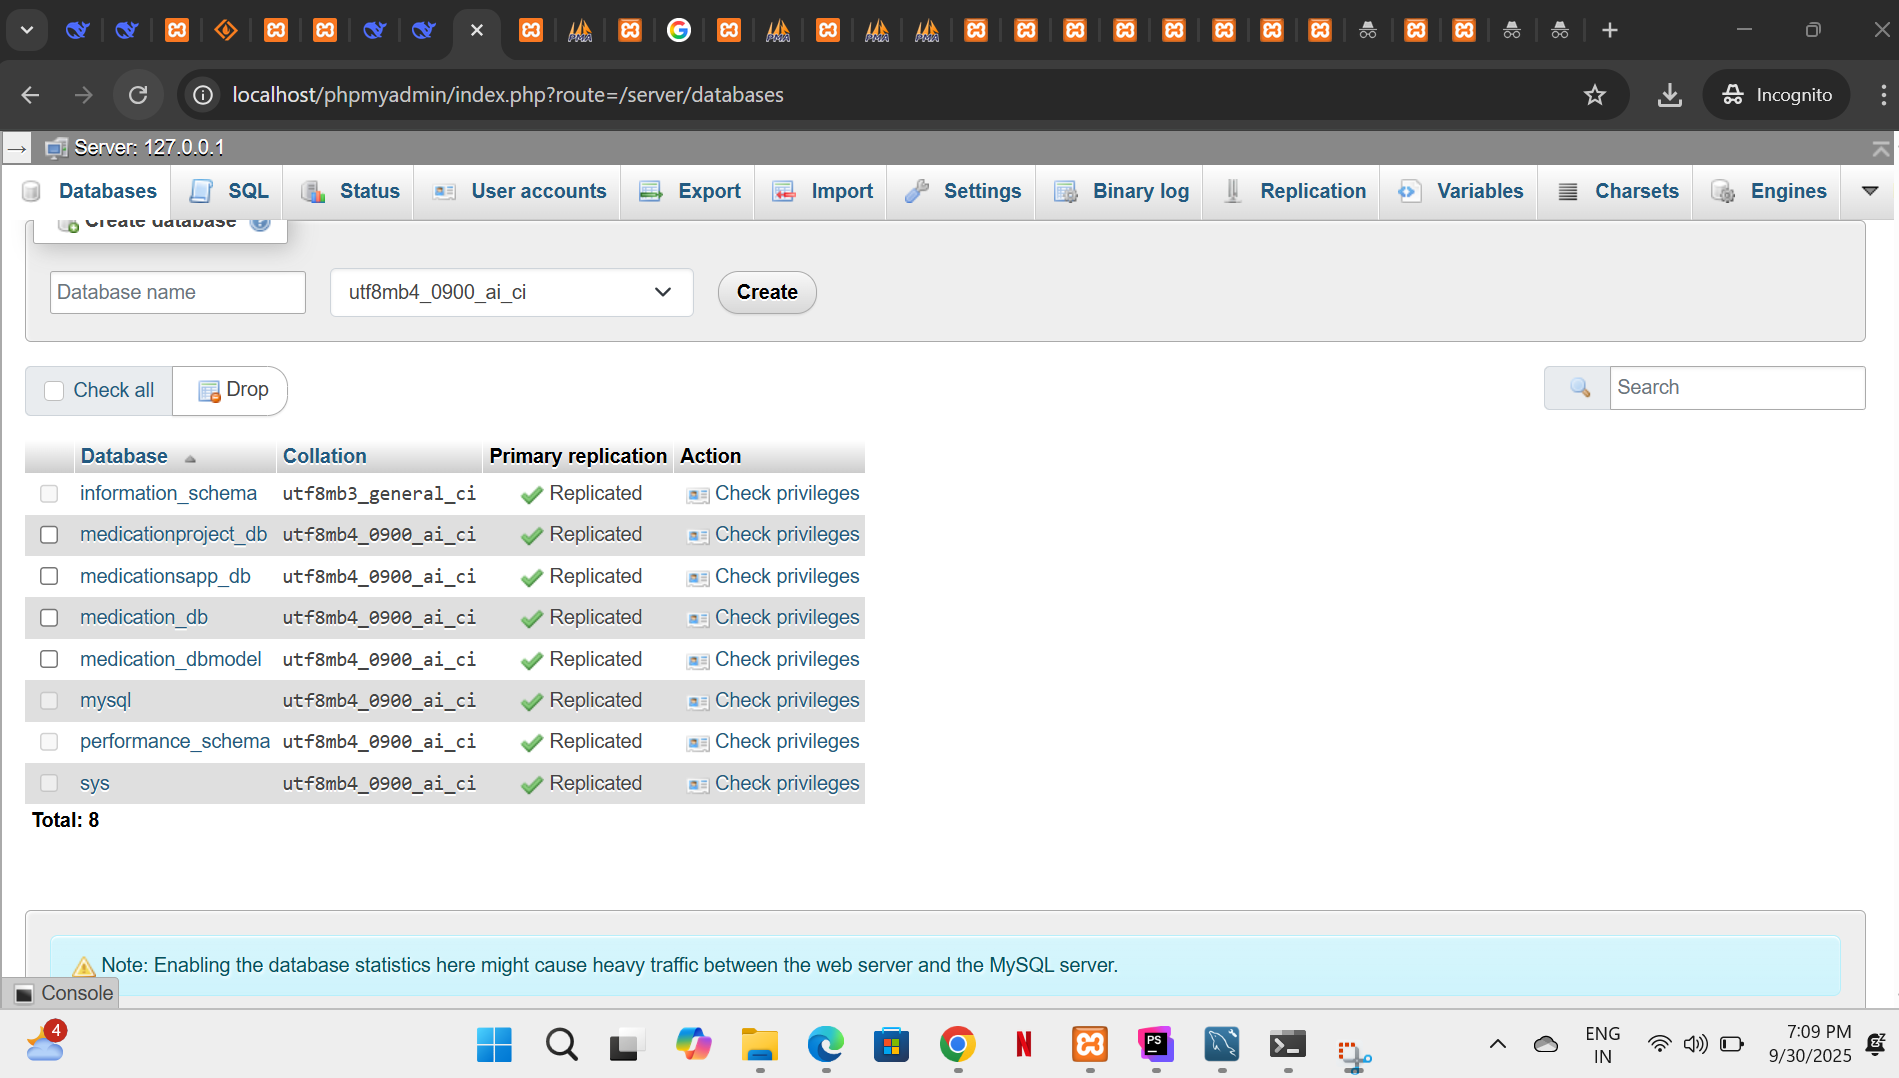 localhost/phpmyadmin/index.php?route=/server/databases
Incognito
Server: 127.0.0.1
Databases
SQL
Status
User accounts
Export
Import
Settings
Binary log
Replication
Variables
Charsets
Engines
Create database
Database name
utf8mb4_0900_ai_ci
Create
Check all
Drop
Search
Database Collation Primary replication Action
information_schema utf8mb3_general_ci Replicated Check privileges
medicationproject_db utf8mb4_0900_ai_ci Replicated Check privileges
medicationsapp_db utf8mb4_0900_ai_ci Replicated Check privileges
medication_db utf8mb4_0900_ai_ci Replicated Check privileges
medication_dbmodel utf8mb4_0900_ai_ci Replicated Check privileges
mysql utf8mb4_0900_ai_ci Replicated Check privileges
performance_schema utf8mb4_0900_ai_ci Replicated Check privileges
sys utf8mb4_0900_ai_ci Replicated Check privileges
Total: 8
Note: Enabling the database statistics here might cause heavy traffic between the web server and the MySQL server.
Console
4
N
PS
ENG
IN
7:09 PM
9/30/2025